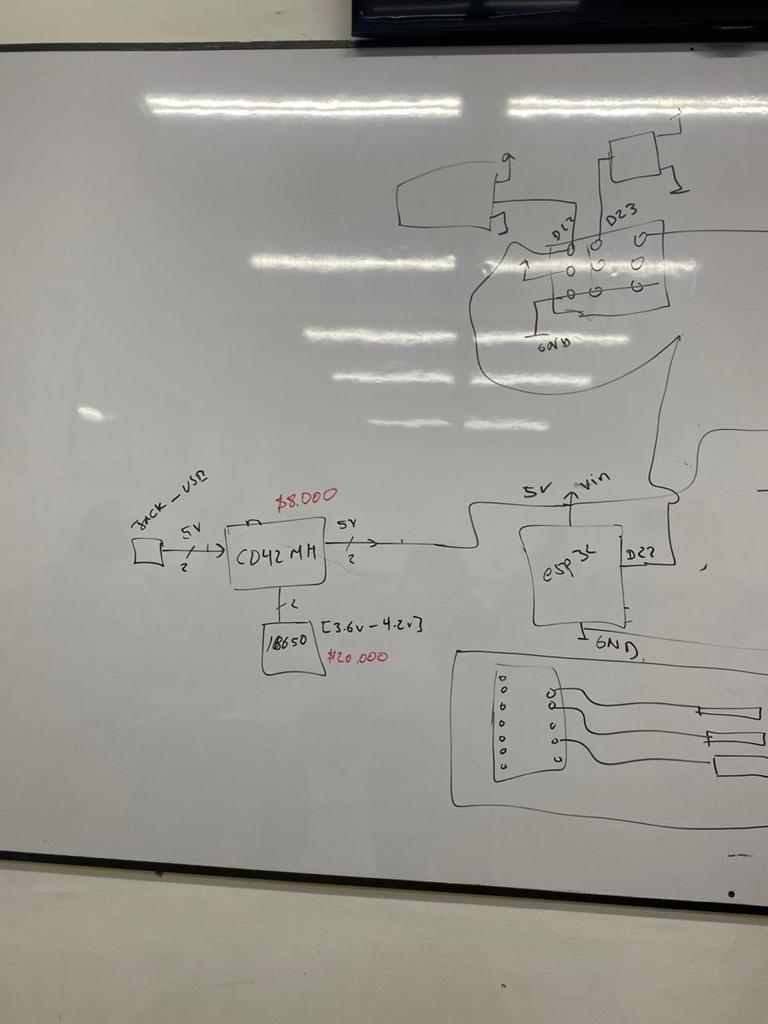 D23
GND
Jack - USB
5V
2
$8.000
CD42 MH
5V
2
2
18650
[3.6v - 4.2v]
$20.000
5V
Vin
esp32
D22
GND